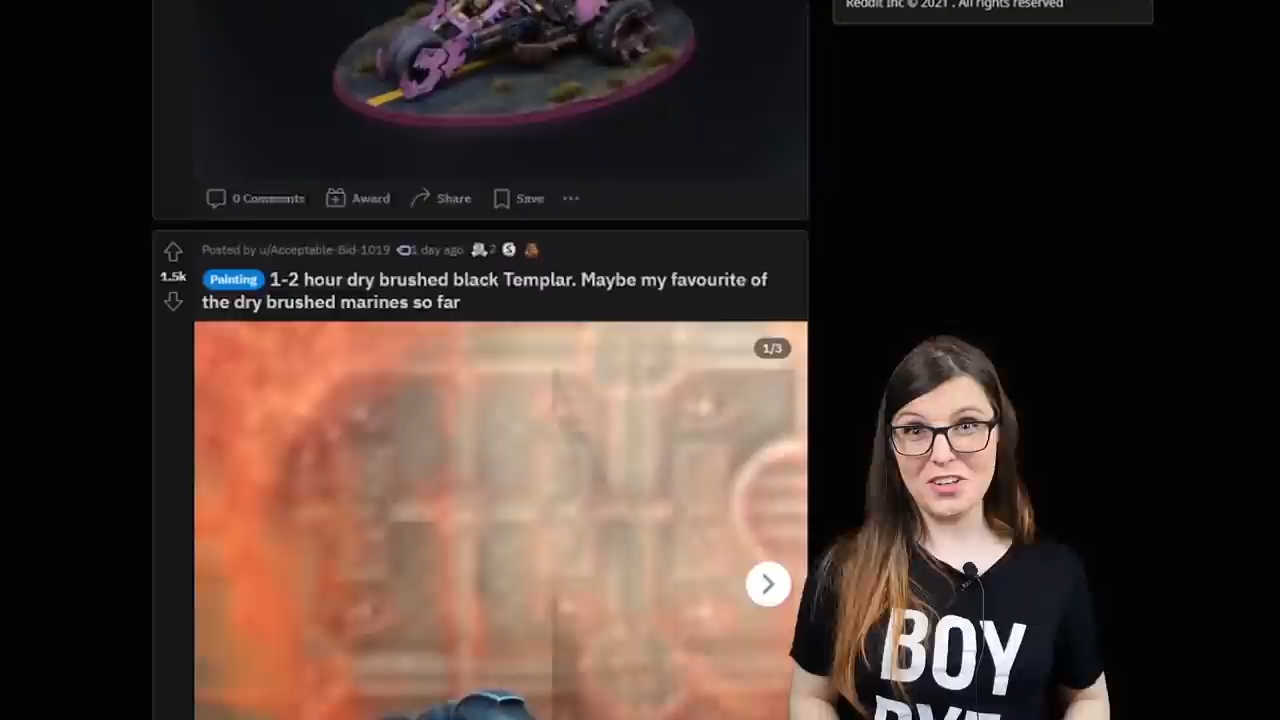 Reddit Inc © 2021 . All rights reserved
0 Comments Award Share Save
Posted by u/Acceptable-Bid-1019 1 day ago 2
1.5k
Painting 1-2 hour dry brushed black Templar. Maybe my favourite of
the dry brushed marines so far
1/3
BOY
BYE